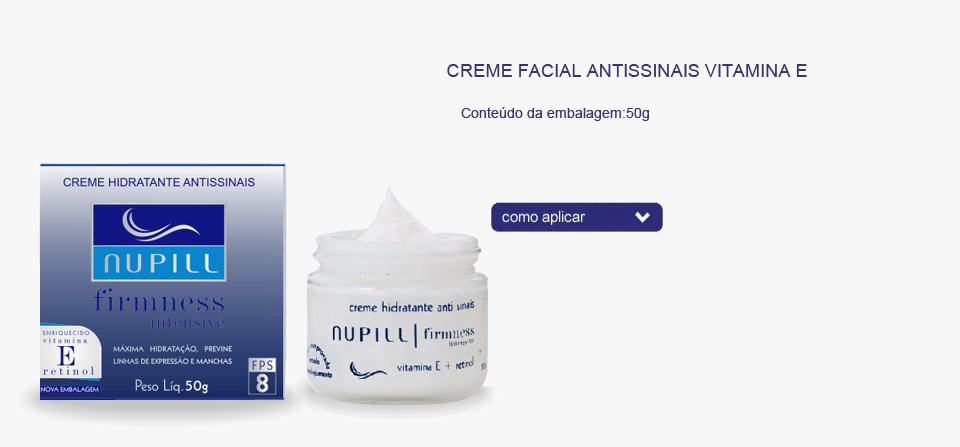 CREME FACIAL ANTISSINAIS VITAMINA E
Conteúdo da embalagem:50g
como aplicar
CREME HIDRATANTE ANTISSINAIS
NUPILL
firmness
intensive
ENRIQUECIDO
vitamina
E
retinol
NOVA EMBALAGEM
MÁXIMA HIDRATAÇÃO, PREVINE
LINHAS DE EXPRESSÃO E MANCHAS
Peso Líq. 50g
FPS
8
creme hidratante anti sinais
NUPILL | firmness
intensive
vitamina E + retinol